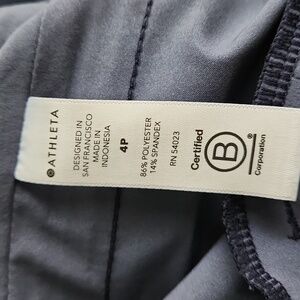 ATHLETA
DESIGNED IN
SAN FRANCISCO
MADE IN
INDONESIA
4P
86% POLYESTER
14% SPANDEX
RN 54023
Certified
B
Corporation